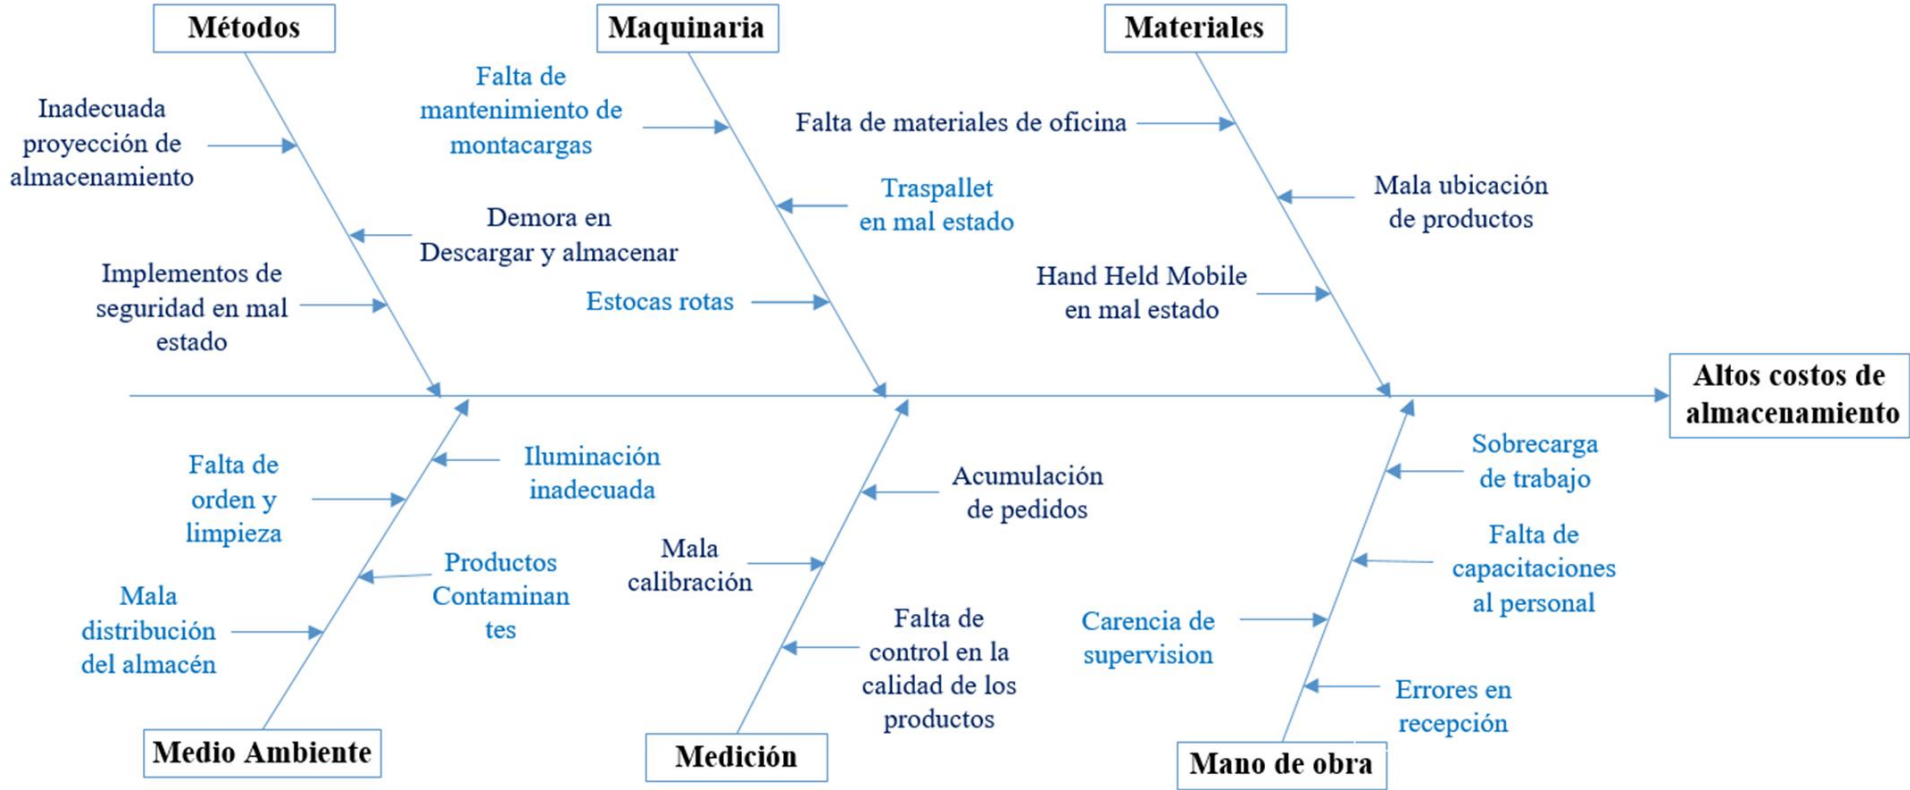 Métodos
Maquinaria
Materiales
Inadecuada
proyección de
almacenamiento
Demora en
Descargar y almacenar
Implementos de
seguridad en mal
estado
Falta de
mantenimiento de
montacargas
Traspallet
en mal estado
Estocas rotas
Falta de materiales de oficina
Mala ubicación
de productos
Hand Held Mobile
en mal estado
Altos costos de
almacenamiento
Iluminación
inadecuada
Falta de
orden y
limpieza
Productos
Contaminan
tes
Mala
distribución
del almacén
Acumulación
de pedidos
Mala
calibración
Falta de
control en la
calidad de los
productos
Sobrecarga
de trabajo
Falta de
capacitaciones
al personal
Carencia de
supervision
Errores en
recepción
Medio Ambiente
Medición
Mano de obra